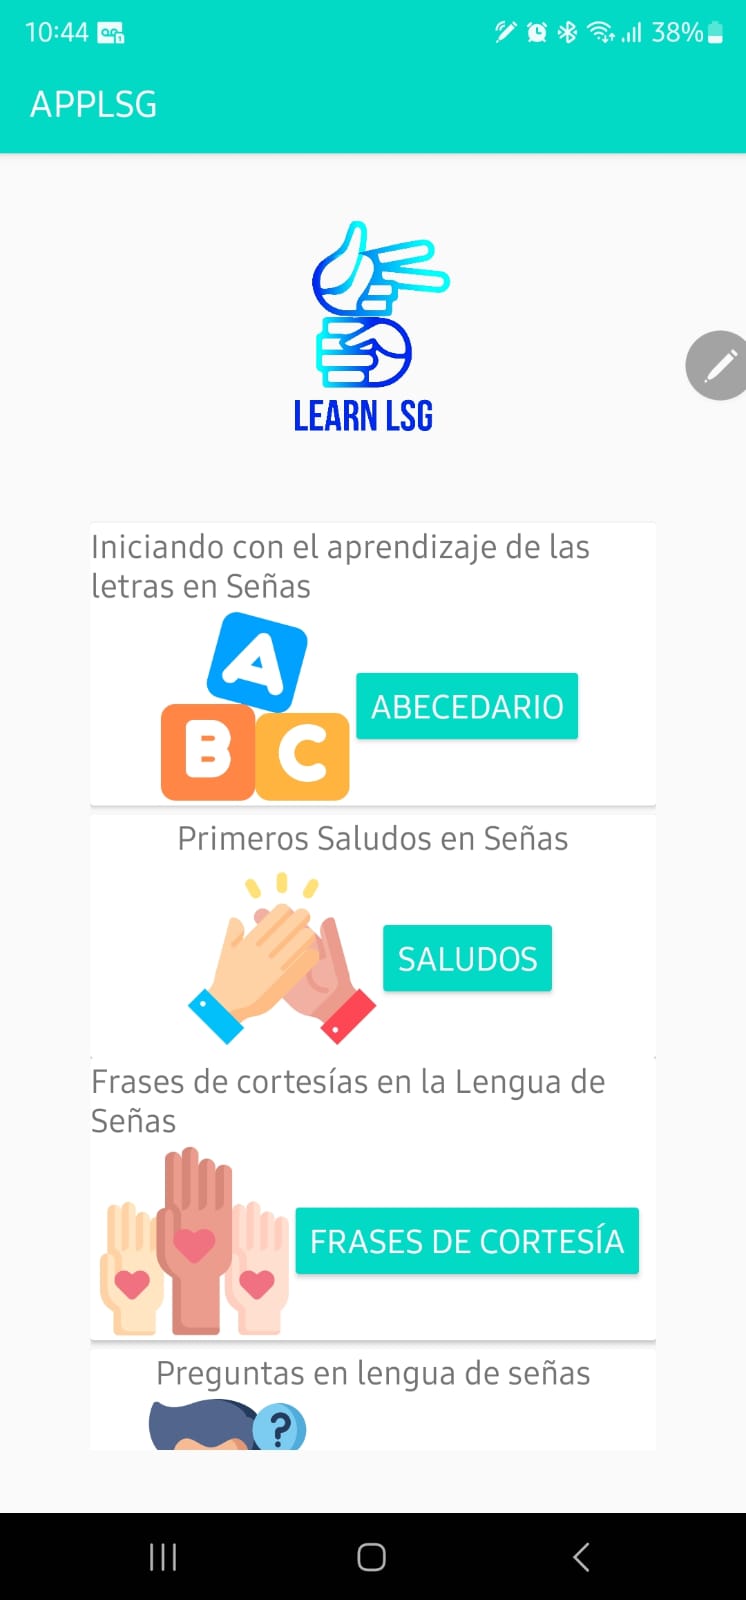 10:44
38%
APPLSG
LEARN LSG
Iniciando con el aprendizaje de las
letras en Señas
A
B C
ABECEDARIO
Primeros Saludos en Señas
SALUDOS
Frases de cortesías en la Lengua de
Señas
FRASES DE CORTESÍA
Preguntas en lengua de señas
?